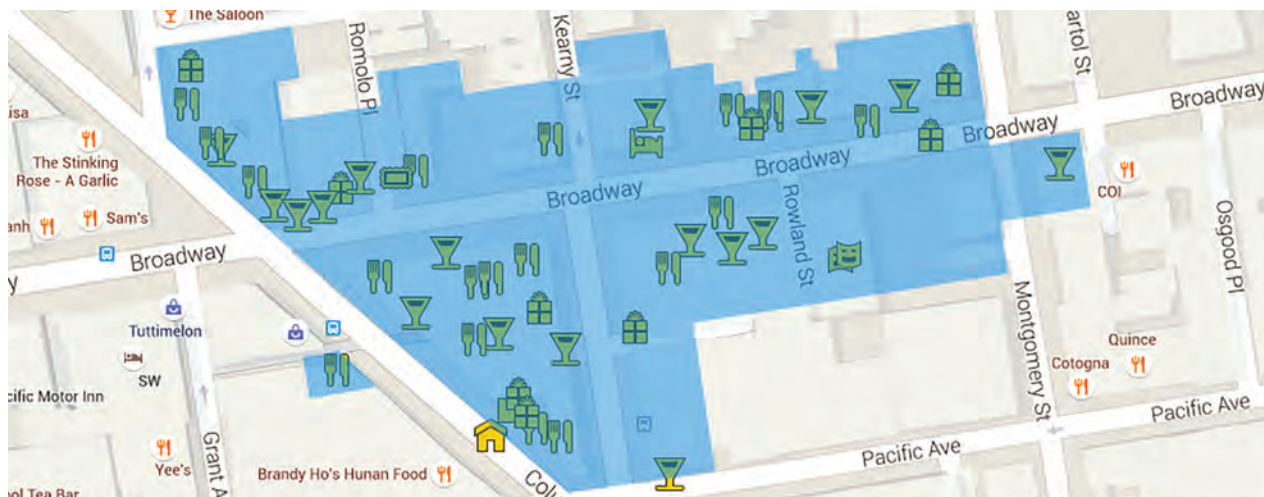 The Saloon
Romolo Pl
Kearny St
artol St
isa
The Stinking
Rose - A Garlic
anh
Sam's
Broadway
Broadway
Broadway
Broadway
Broadway
Rowland St
COI
Osgood Pl
y
Tuttimelon
SW
cific Motor Inn
Montgomery St
Quince
Cotogna
Pacific Ave
Pacific Ave
Grant A
Yee's
Brandy Ho's Hunan Food
Colu
ool Tea Bar